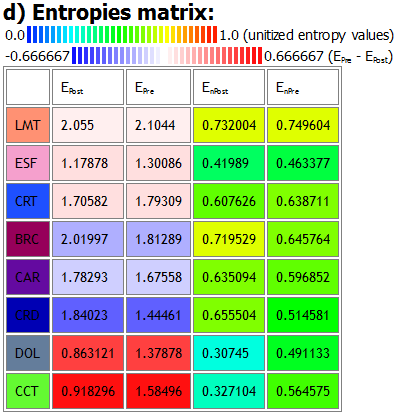 d) Entropies matrix:
0.0 1.0 (unitized entropy values)
-0.666667 0.666667 (EPre - EPost)
EPost EPre EnPost EnPre
LMT 2.055 2.1044 0.732004 0.749604
ESF 1.17878 1.30086 0.41989 0.463377
CRT 1.70582 1.79309 0.607626 0.638711
BRC 2.01997 1.81289 0.719529 0.645764
CAR 1.78293 1.67558 0.635094 0.596852
CRD 1.84023 1.44461 0.655504 0.514581
DOL 0.863121 1.37878 0.30745 0.491133
CCT 0.918296 1.58496 0.327104 0.564575